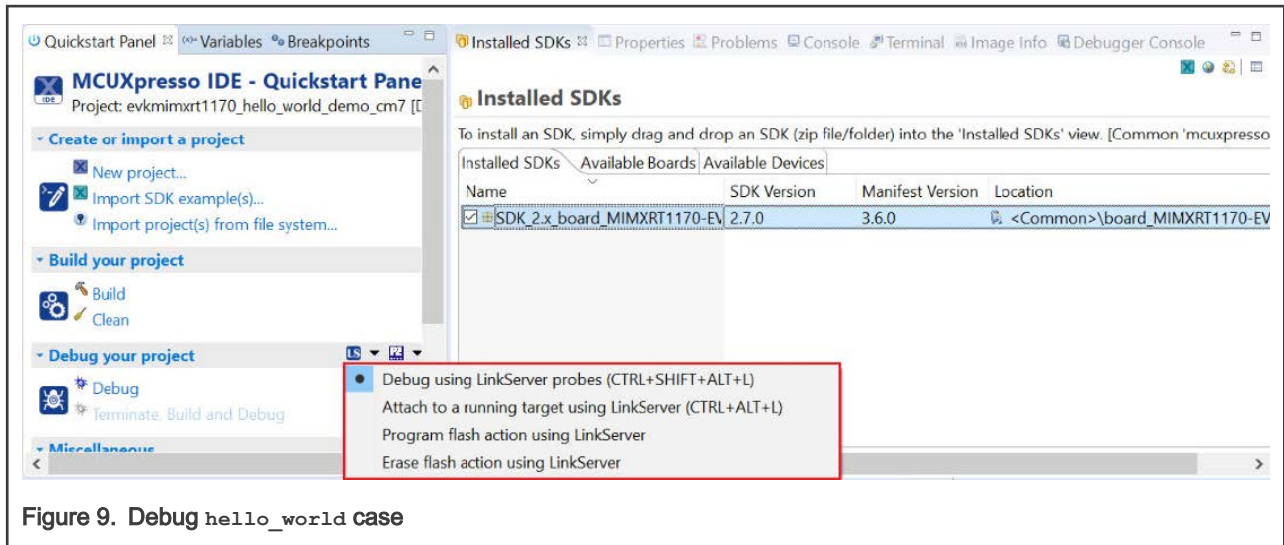 Quickstart Panel (x)= Variables Breakpoints
MCUXpresso IDE - Quickstart Pane
IDE
Project: evkmimxrt1170_hello_world_demo_cm7 [D
Create or import a project
New project...
Import SDK example(s)...
Import project(s) from file system...
Build your project
Build
Clean
Debug your project
LS
Debug
Terminate, Build and Debug
Miscellaneous
Installed SDKs Properties Problems Console Terminal Image Info Debugger Console
Installed SDKs
To install an SDK, simply drag and drop an SDK (zip file/folder) into the 'Installed SDKs' view. [Common 'mcuxpresso
Installed SDKs Available Boards Available Devices
Name SDK Version Manifest Version Location
SDK_2.x_board_MIMXRT1170-EV 2.7.0 3.6.0 <Common>\board_MIMXRT1170-EV
Debug using LinkServer probes (CTRL+SHIFT+ALT+L)
Attach to a running target using LinkServer (CTRL+ALT+L)
Program flash action using LinkServer
Erase flash action using LinkServer
Figure 9. Debug hello_world case